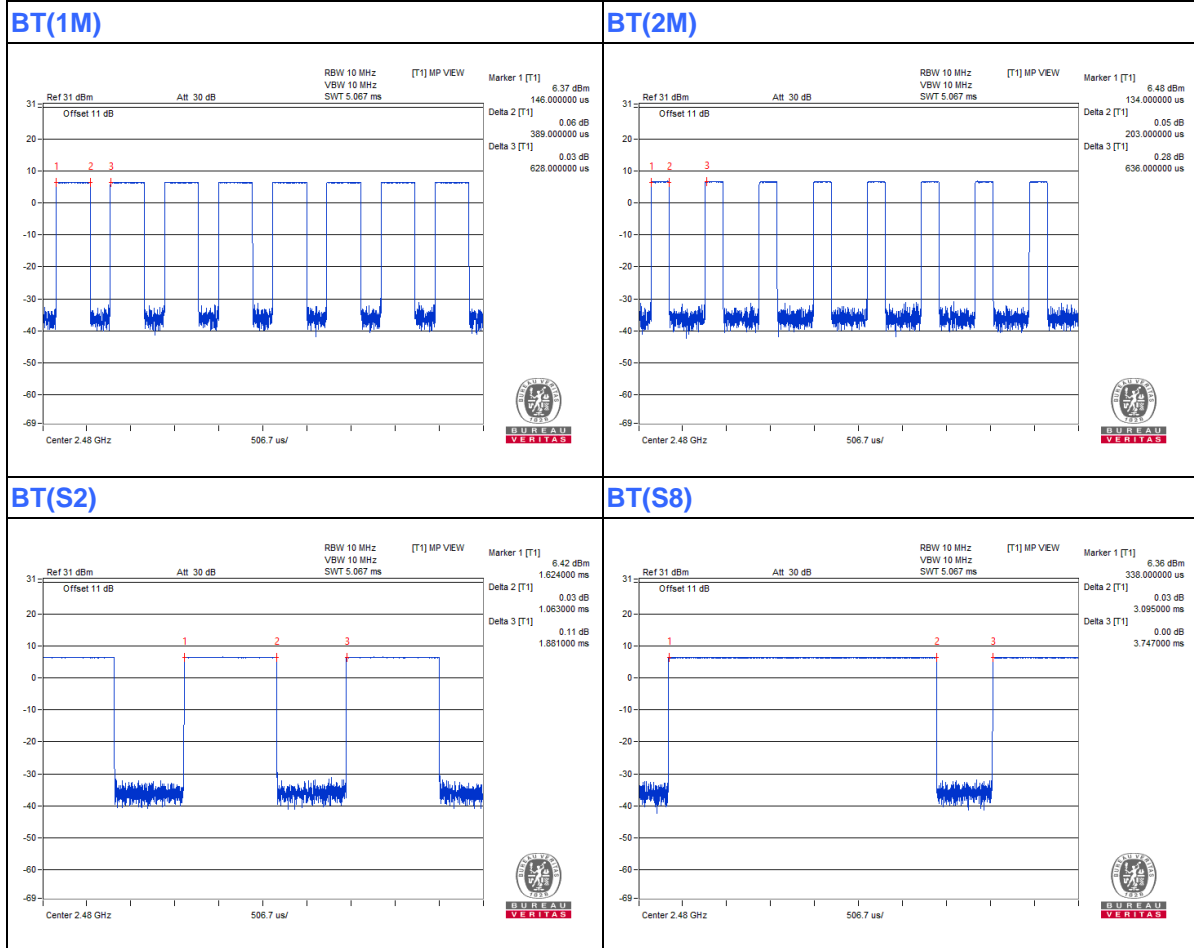 BT(1M)
RBW 10 MHz [T1] MP VIEW
VBW 10 MHz
Ref 31 dBm Att 30 dB SWT 5.067 ms
Marker 1 [T1]
6.37 dBm
146.000000 us
Delta 2 [T1]
0.06 dB
389.000000 us
Delta 3 [T1]
0.03 dB
628.000000 us
31
Offset 11 dB
20
10
1 2 3
0
-10
-20
-30
-40
-50
-60
-69
Center 2.48 GHz 506.7 us/
BUREAU VERITAS
1828
BUREAU
VERITAS
BT(2M)
RBW 10 MHz [T1] MP VIEW
VBW 10 MHz
Ref 31 dBm Att 30 dB SWT 5.067 ms
Marker 1 [T1]
6.48 dBm
134.000000 us
Delta 2 [T1]
0.05 dB
203.000000 us
Delta 3 [T1]
0.28 dB
636.000000 us
31
Offset 11 dB
20
10
1 2 3
0
-10
-20
-30
-40
-50
-60
-69
Center 2.48 GHz 506.7 us/
BUREAU VERITAS
1828
BUREAU
VERITAS
BT(S2)
RBW 10 MHz [T1] MP VIEW
VBW 10 MHz
Ref 31 dBm Att 30 dB SWT 5.067 ms
Marker 1 [T1]
6.42 dBm
1.624000 ms
Delta 2 [T1]
0.03 dB
1.063000 ms
Delta 3 [T1]
0.11 dB
1.881000 ms
31
Offset 11 dB
20
10
1 2 3
0
-10
-20
-30
-40
-50
-60
-69
Center 2.48 GHz 506.7 us/
BUREAU VERITAS
1828
BUREAU
VERITAS
BT(S8)
RBW 10 MHz [T1] MP VIEW
VBW 10 MHz
Ref 31 dBm Att 30 dB SWT 5.067 ms
Marker 1 [T1]
6.36 dBm
338.000000 us
Delta 2 [T1]
0.03 dB
3.095000 ms
Delta 3 [T1]
0.00 dB
3.747000 ms
31
Offset 11 dB
20
10
1 2 3
0
-10
-20
-30
-40
-50
-60
-69
Center 2.48 GHz 506.7 us/
BUREAU VERITAS
1828
BUREAU
VERITAS